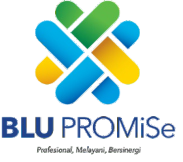 BLU PROMiSe
Profesional, Melayani, Bersinergi